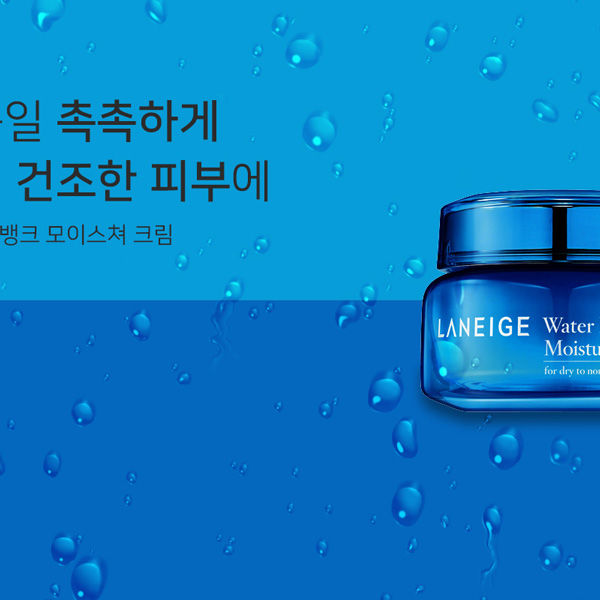 일 촉촉하게
건조한 피부에
뱅크 모이스쳐 크림
LANEIGE
Water
Moistu
for dry to nor